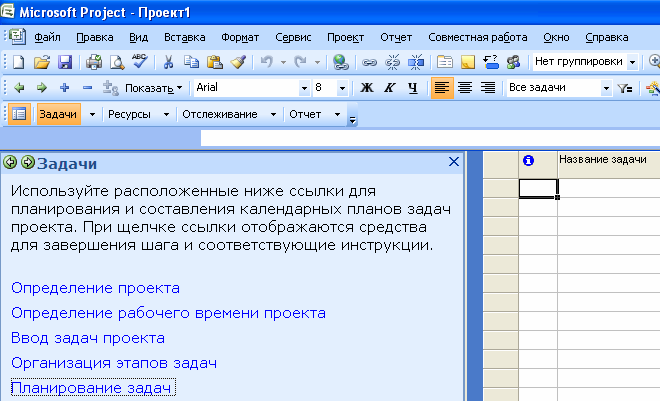 Microsoft Project - Проект1
Файл Правка Вид Вставка Формат Сервис Проект Отчет Совместная работа Окно Справка
Нет группировки
Показать Arial 8 Ж К Ч Все задачи
Задачи Ресурсы Отслеживание Отчет
Задачи
Название задачи
Используйте расположенные ниже ссылки для
планирования и составления календарных планов задач
проекта. При щелчке ссылки отображаются средства
для завершения шага и соответствующие инструкции.
Определение проекта
Определение рабочего времени проекта
Ввод задач проекта
Организация этапов задач
Планирование задач